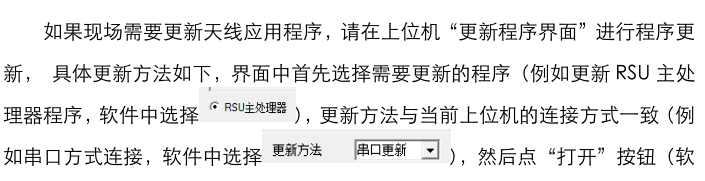 如果现场需要更新天线应用程序，请在上位机“更新程序界面”进行程序更
新， 具体更新方法如下，界面中首先选择需要更新的程序（例如更新 RSU 主处
理器程序，软件中选择 RSU主处理器 ），更新方法与当前上位机的连接方式一致（例
如串口方式连接，软件中选择 更新方法 串口更新 ），然后点“打开”按钮（软